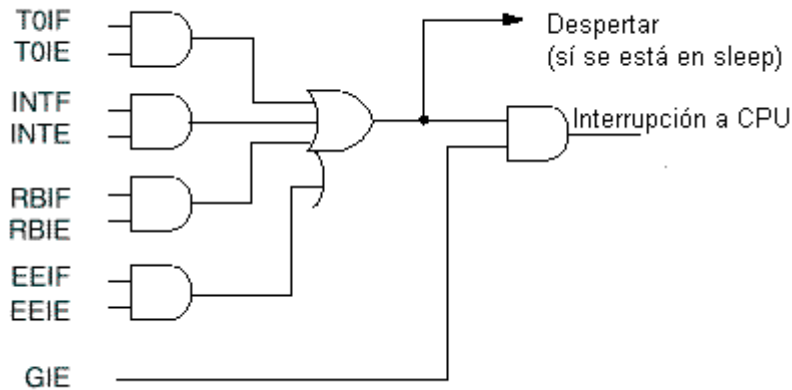 T0IF
T0IE
Despertar
(sí se está en sleep)
INTF
INTE
Interrupción a CPU
RBIF
RBIE
EEIF
EEIE
GIE